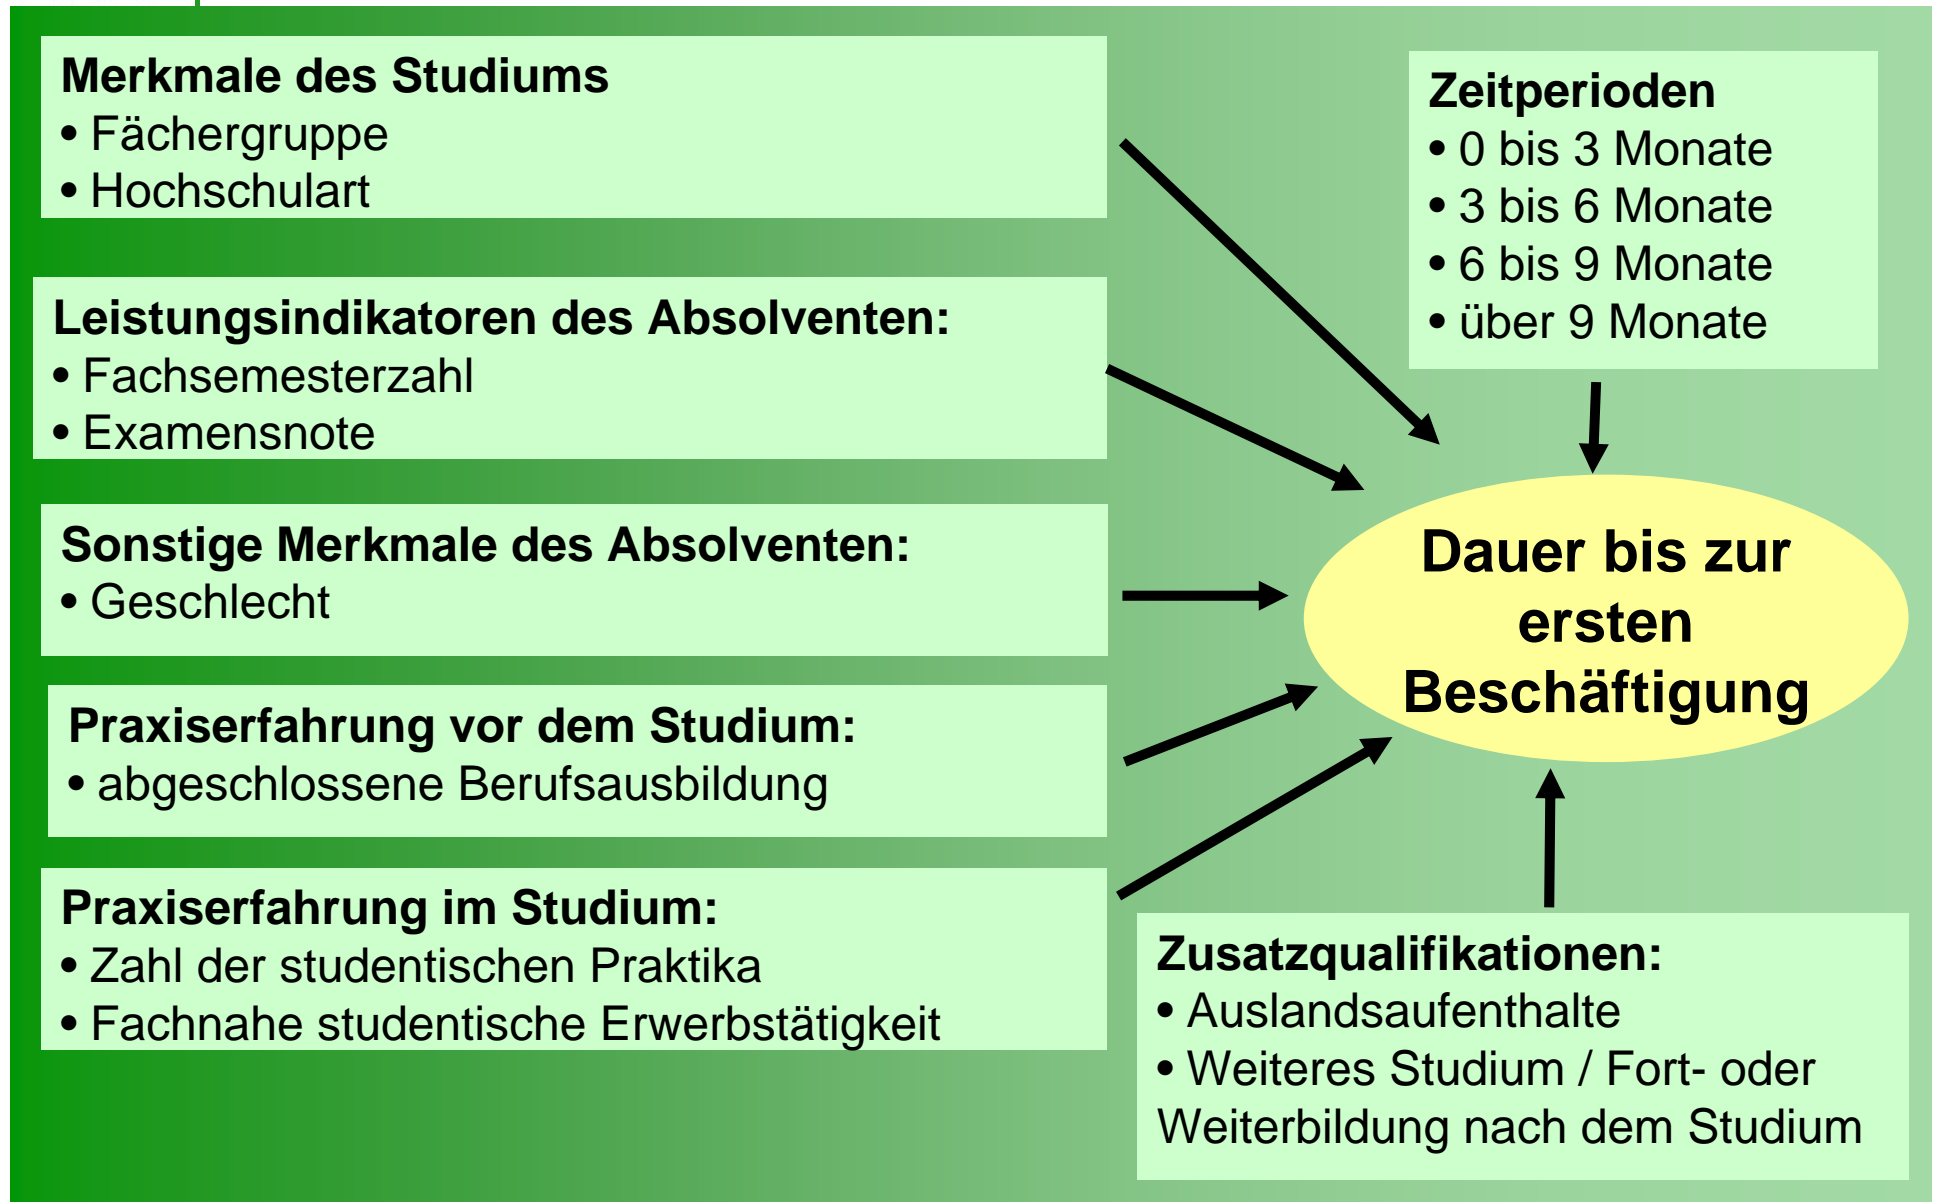 Merkmale des Studiums
• Fächergruppe
• Hochschulart
Leistungsindikatoren des Absolventen:
• Fachsemesterzahl
• Examensnote
Sonstige Merkmale des Absolventen:
• Geschlecht
Praxiserfahrung vor dem Studium:
• abgeschlossene Berufsausbildung
Praxiserfahrung im Studium:
• Zahl der studentischen Praktika
• Fachnahe studentische Erwerbstätigkeit
Zeitperioden
• 0 bis 3 Monate
• 3 bis 6 Monate
• 6 bis 9 Monate
• über 9 Monate
Dauer bis zur
ersten
Beschäftigung
Zusatzqualifikationen:
• Auslandsaufenthalte
• Weiteres Studium / Fort- oder
Weiterbildung nach dem Studium